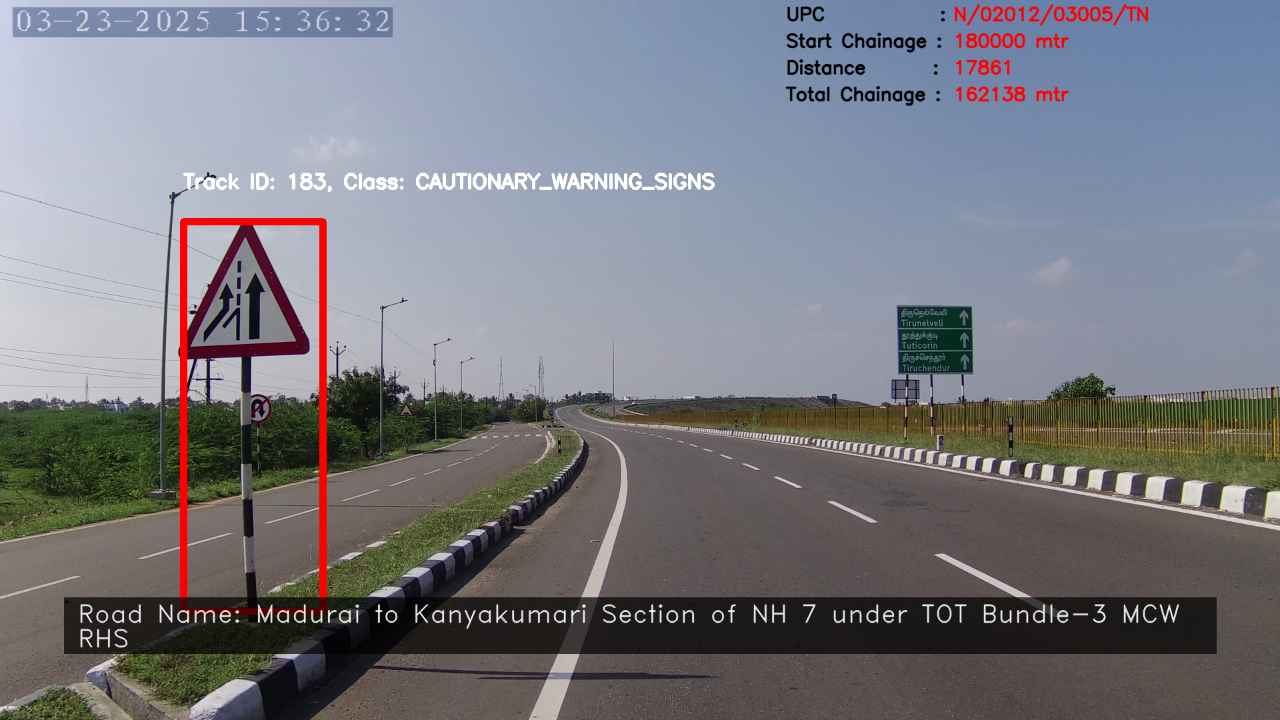 03-23-2025 15:36:32
UPC : N/02012/03005/TN
Start Chainage : 180000 mtr
Distance : 17861
Total Chainage : 162138 mtr
Track ID: 183, Class: CAUTIONARY_WARNING_SIGNS
திருநெல்வேலி
Tirunelveli
தூத்துக்குடி
Tuticorin
திருச்செந்தூர்
Tiruchendur
Road Name: Madurai to Kanyakumari Section of NH 7 under TOT Bundle-3 MCW
RHS